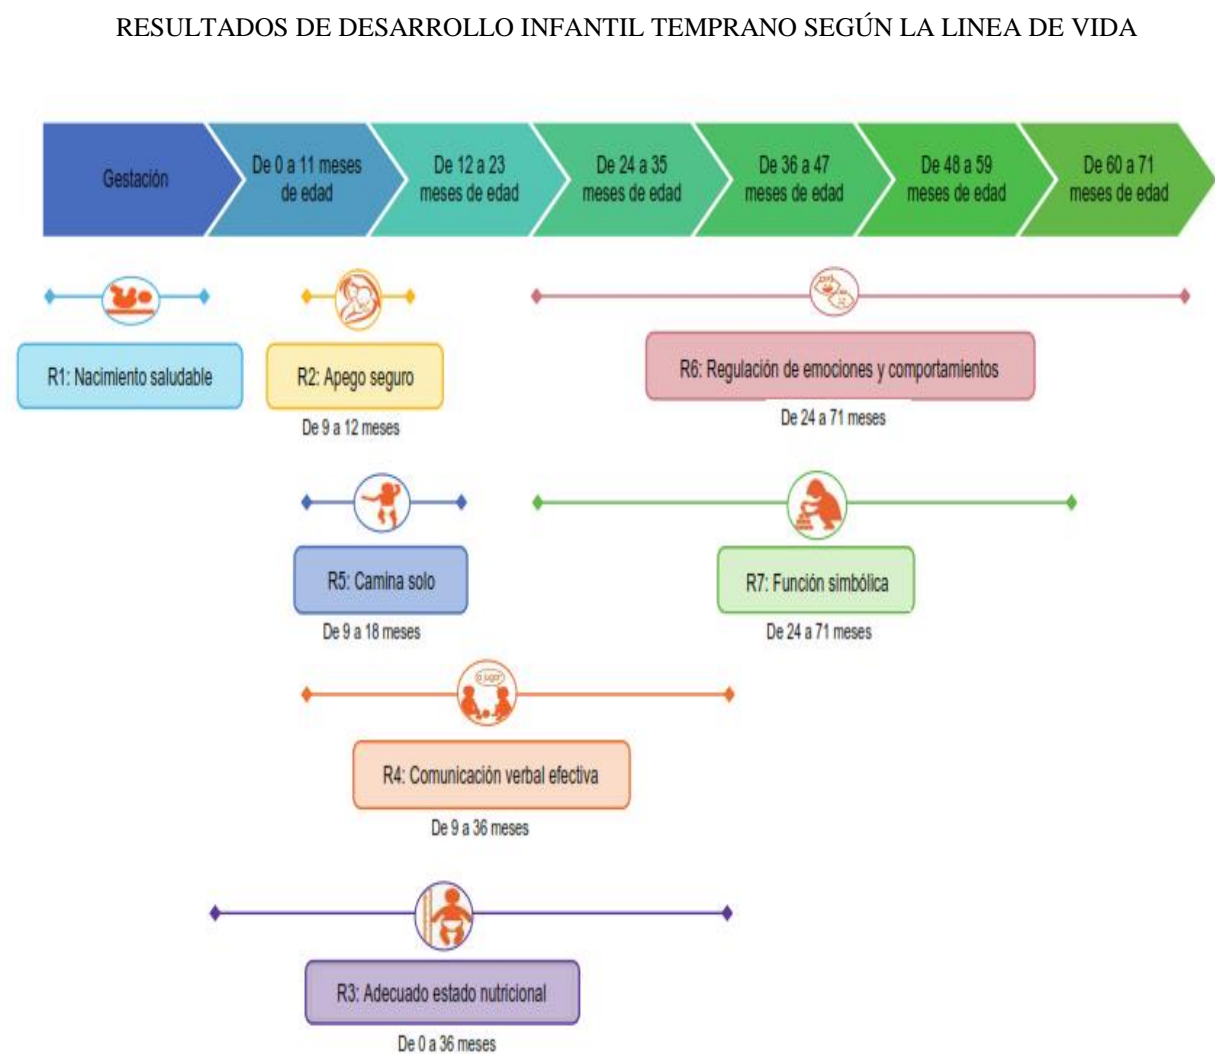 RESULTADOS DE DESARROLLO INFANTIL TEMPRANO SEGÚN LA LINEA DE VIDA
Gestación
De 0 a 11 meses
de edad
De 12 a 23
meses de edad
De 24 a 35
meses de edad
De 36 a 47
meses de edad
De 48 a 59
meses de edad
De 60 a 71
meses de edad
R1: Nacimiento saludable
R2: Apego seguro
De 9 a 12 meses
R6: Regulación de emociones y comportamientos
De 24 a 71 meses
R5: Camina solo
De 9 a 18 meses
R7: Función simbólica
De 24 a 71 meses
a jugar
R4: Comunicación verbal efectiva
De 9 a 36 meses
R3: Adecuado estado nutricional
De 0 a 36 meses